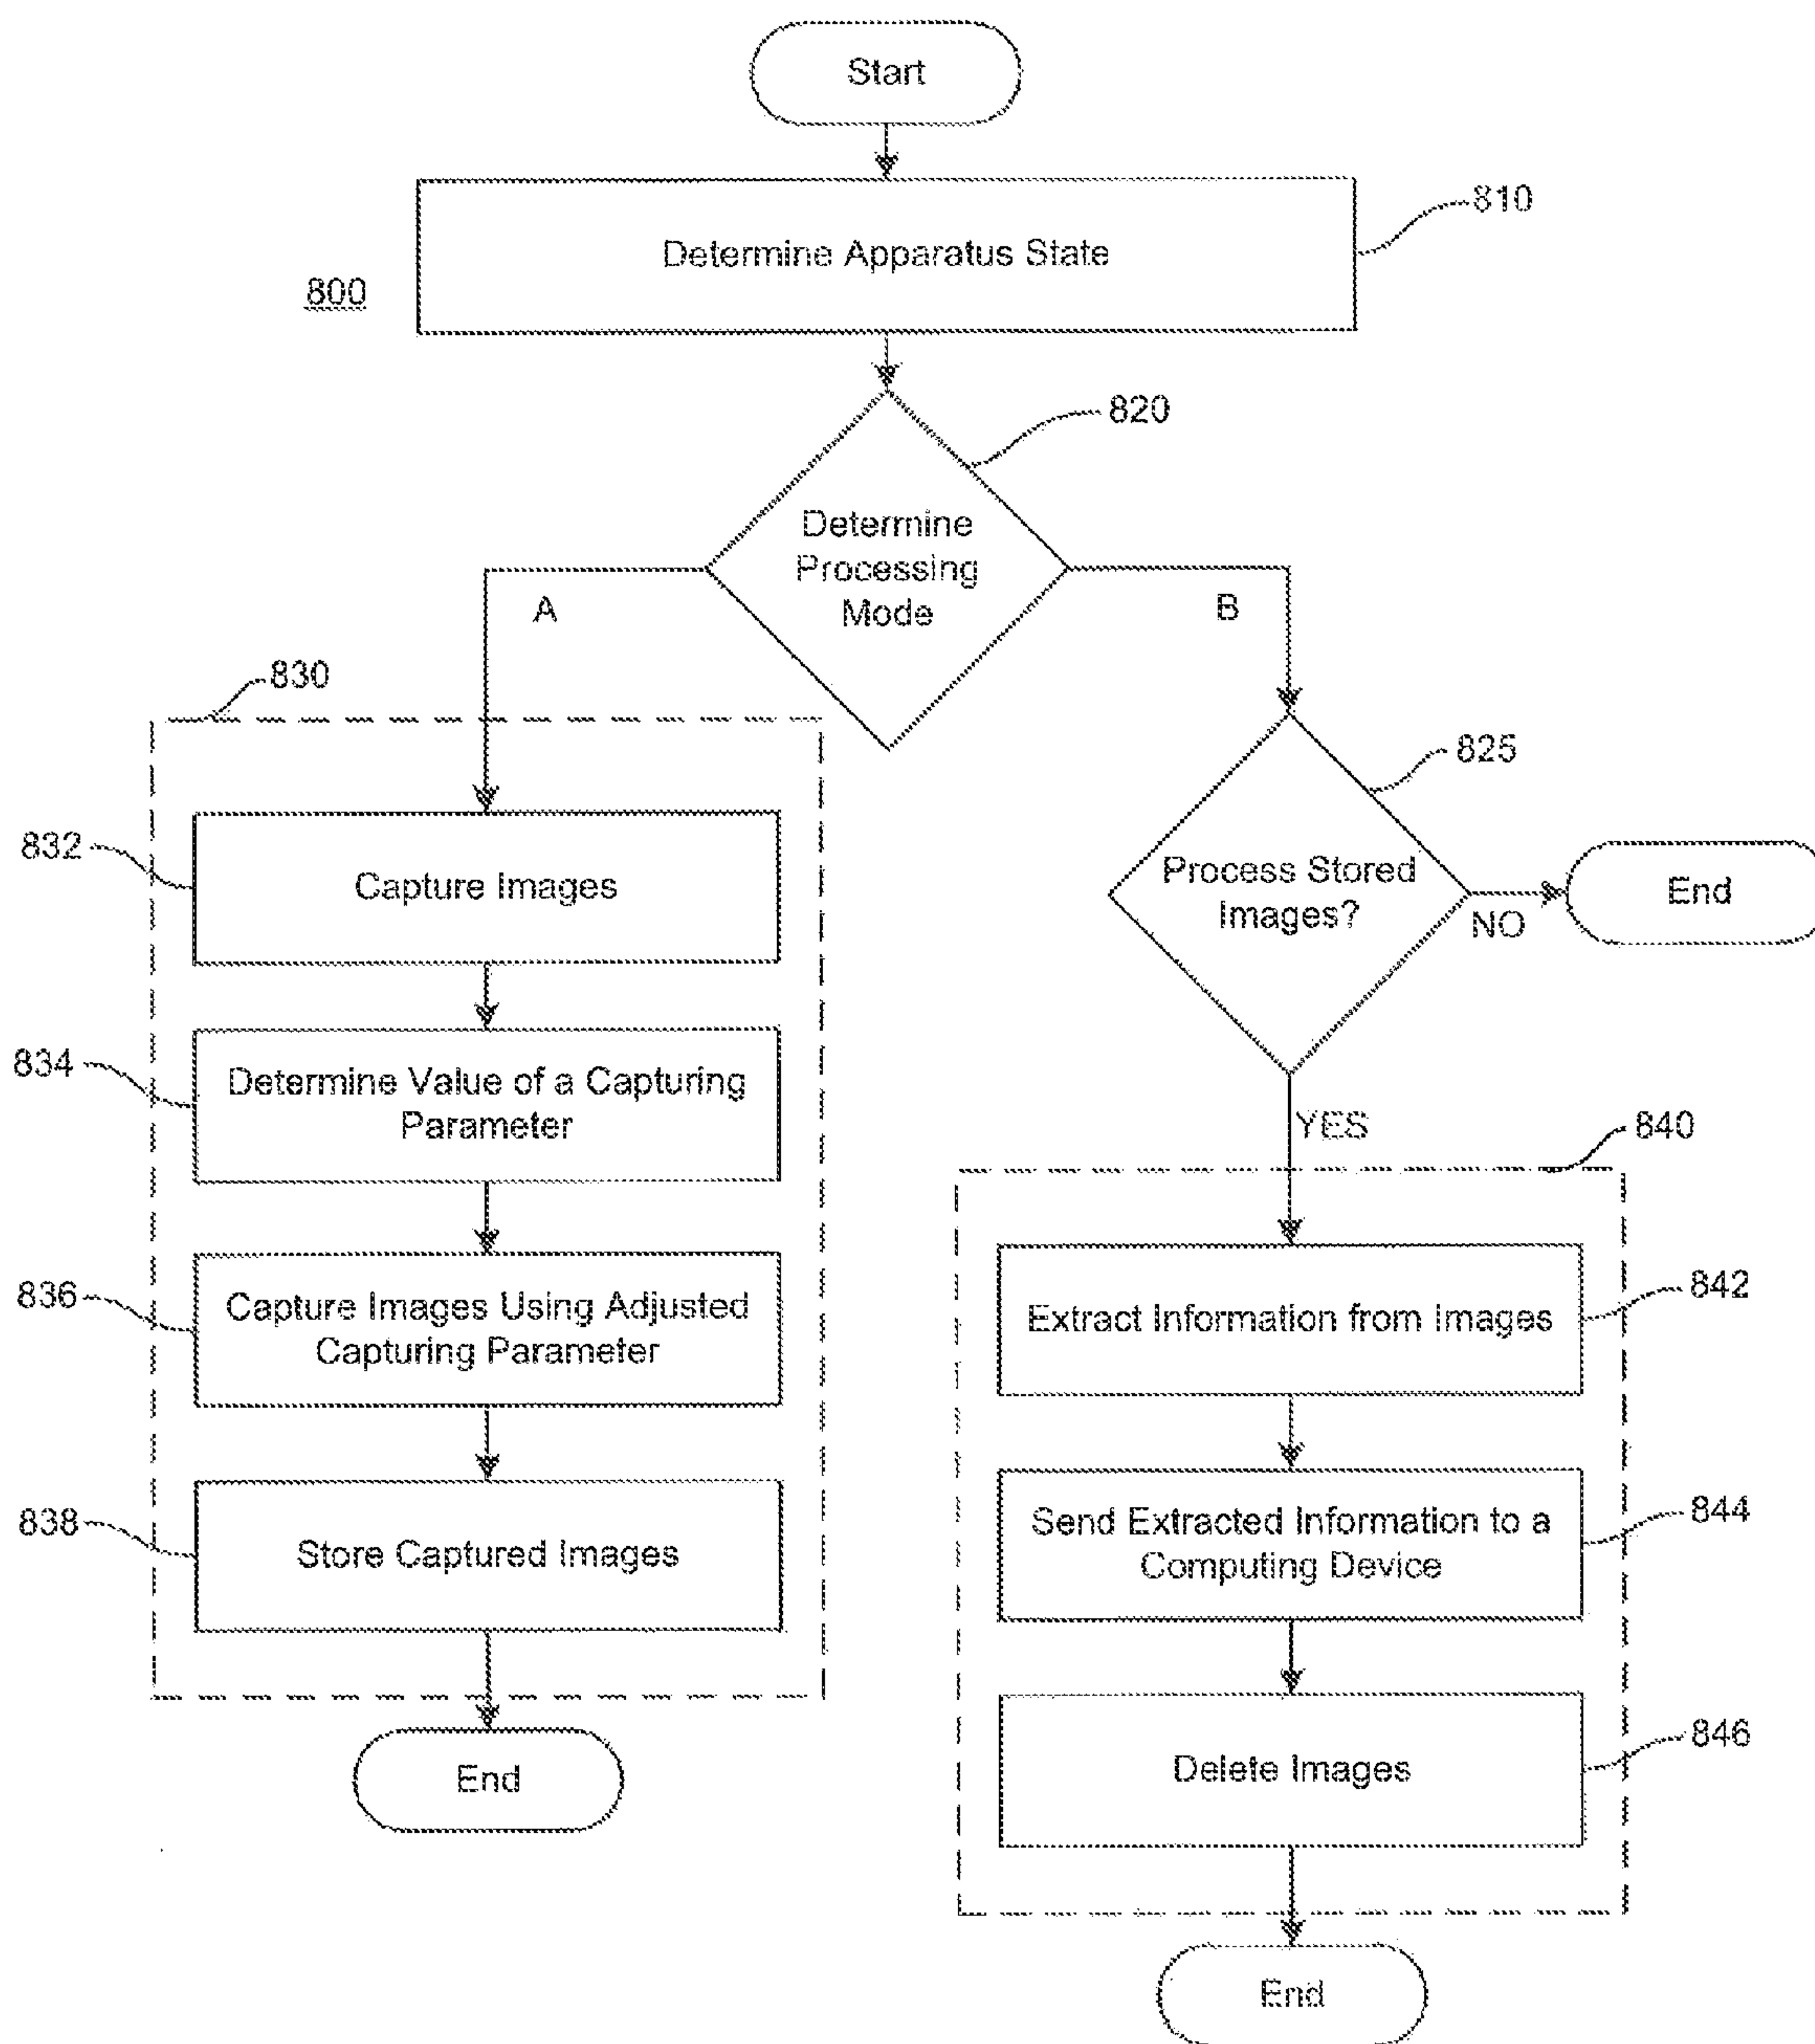 Start
810
Determine Apparatus State
800
820
Determine
Processing
Mode
A
B
830
825
832
Capture Images
Process Stored
Images?
NO
End
834
Determine Value of a Capturing
Parameter
YES
840
836
Capture Images Using Adjusted
Capturing Parameter
842
Extract Information from Images
838
Store Captured Images
844
Send Extracted Information to a
Computing Device
846
Delete Images
End
End